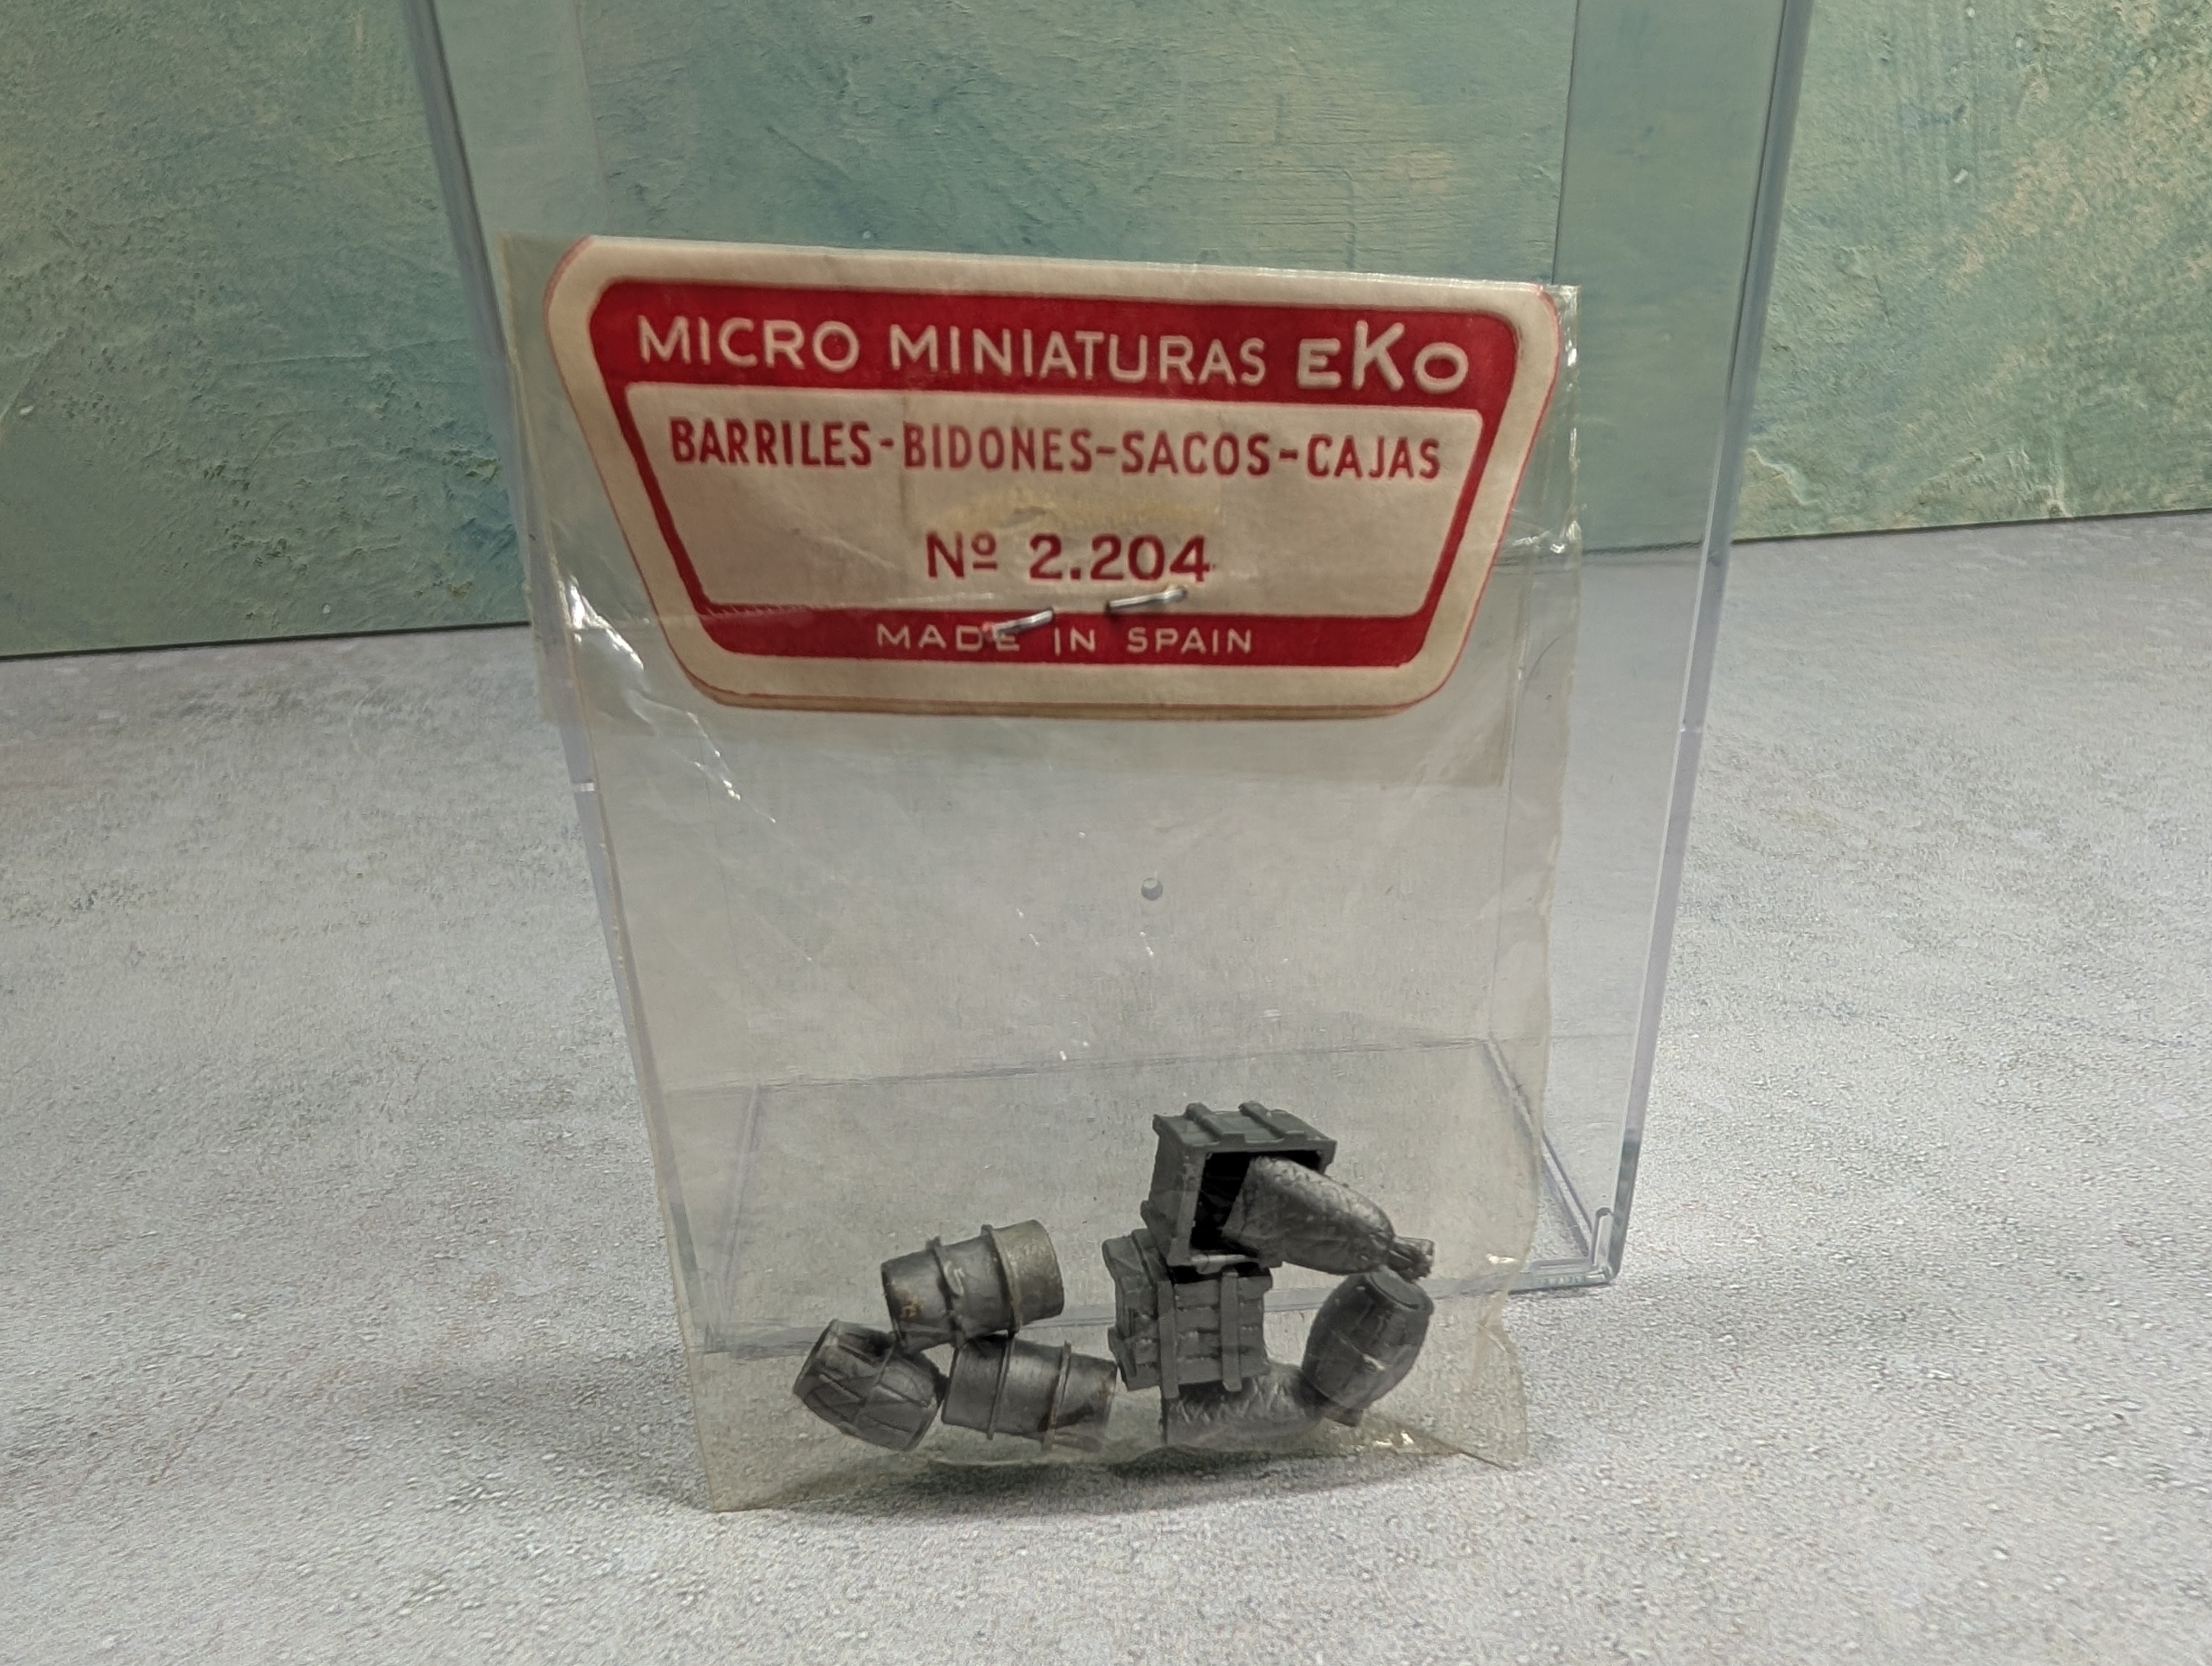 MICRO MINIATURAS eKo
BARRILES-BIDONES-SACOS-CAJAS
Nº 2.204
MADE IN SPAIN